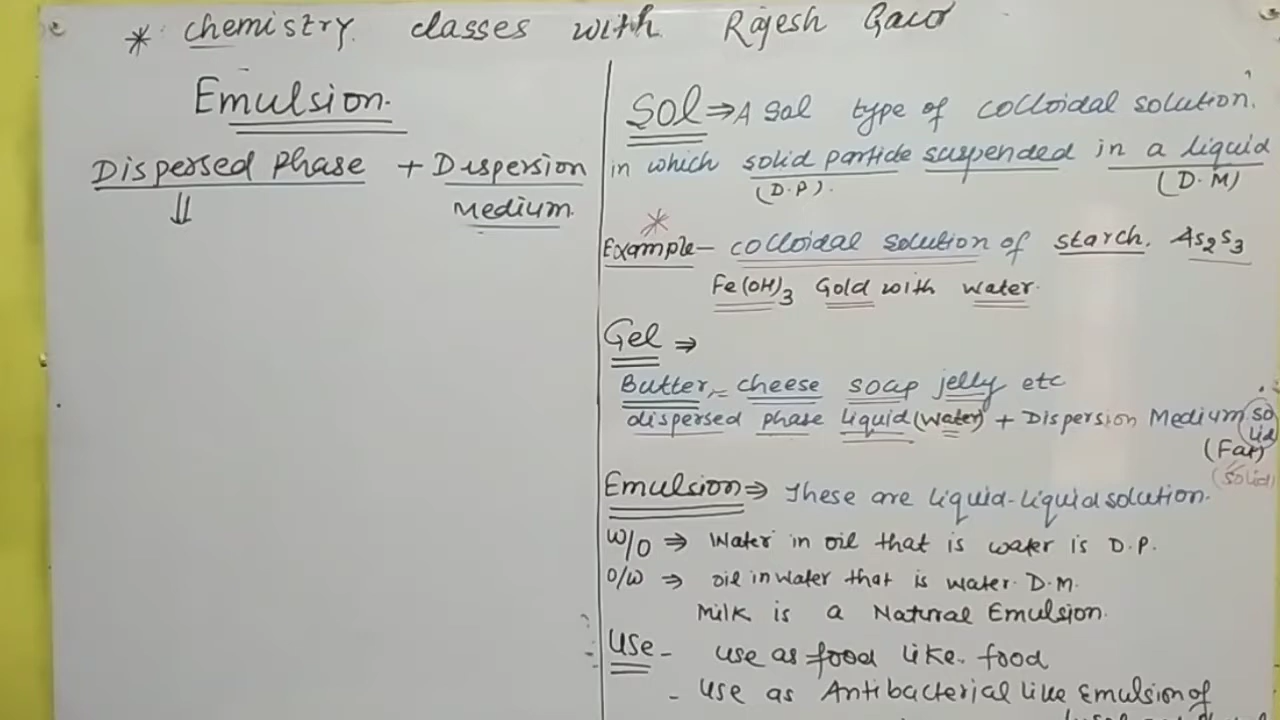 * Chemistry classes with Rajesh Gaur
Emulsion.
Dispersed Phase + Dispersion
Medium.
⇓
Sol ⇒ A Sol type of colloidal solution.
in which solid particle suspended in a liquid
(D.P). (D.M)
*
Example - colloidal solution of starch. As2S3
Fe(OH)3 Gold with water.
Gel ⇒
Butter, cheese soap jelly etc
dispersed phase liquid (water) + Dispersion Medium solid
(Fat)
(solid)
Emulsion ⇒ These are liquid-liquid solution.
W/O ⇒ Water in oil that is water is D.P.
O/W ⇒ oil in water that is water D.M.
Milk is a Natural Emulsion.
Use - use as food like. food
- Use as Antibacterial like Emulsion of